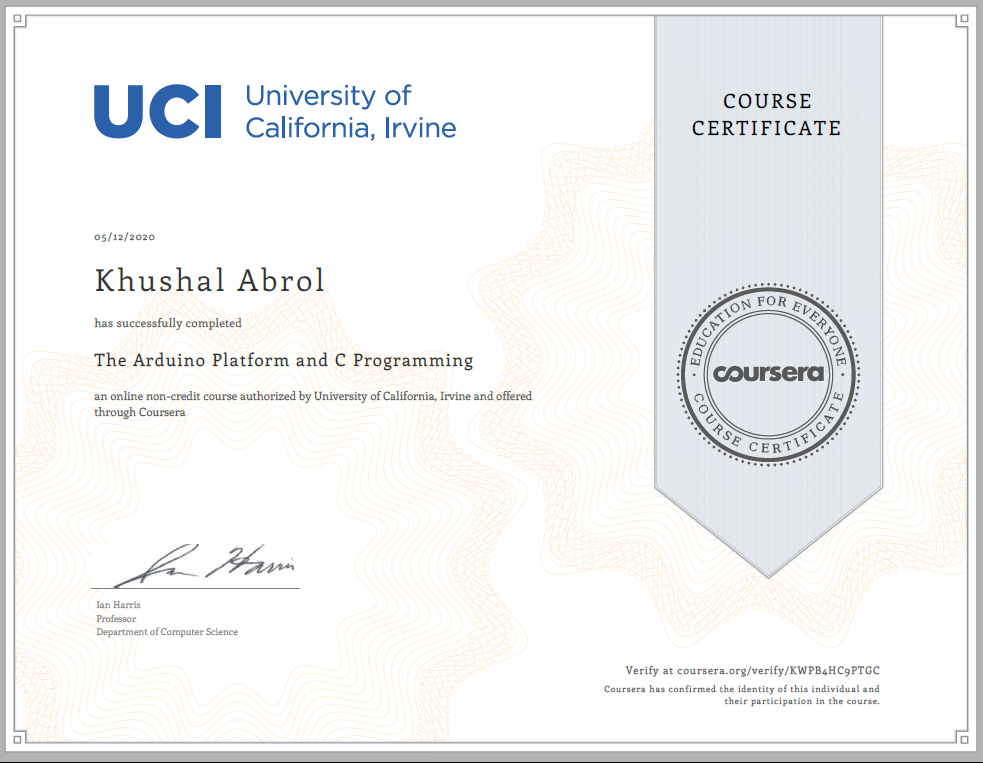 UCI University of
California, Irvine
COURSE
CERTIFICATE
05/12/2020
Khushal Abrol
has successfully completed
The Arduino Platform and C Programming
an online non-credit course authorized by University of California, Irvine and offered
through Coursera
EDUCATION FOR EVERYONE
coursera
COURSE CERTIFICATE
Ian Harris
Ian Harris
Professor
Department of Computer Science
Verify at coursera.org/verify/KWPB4HC9PTGC
Coursera has confirmed the identity of this individual and
their participation in the course.